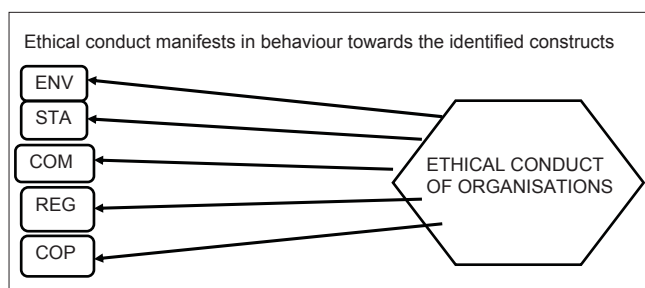 Ethical conduct manifests in behaviour towards the identified constructs
ENV
STA
COM
REG
COP
ETHICAL CONDUCT
OF ORGANISATIONS